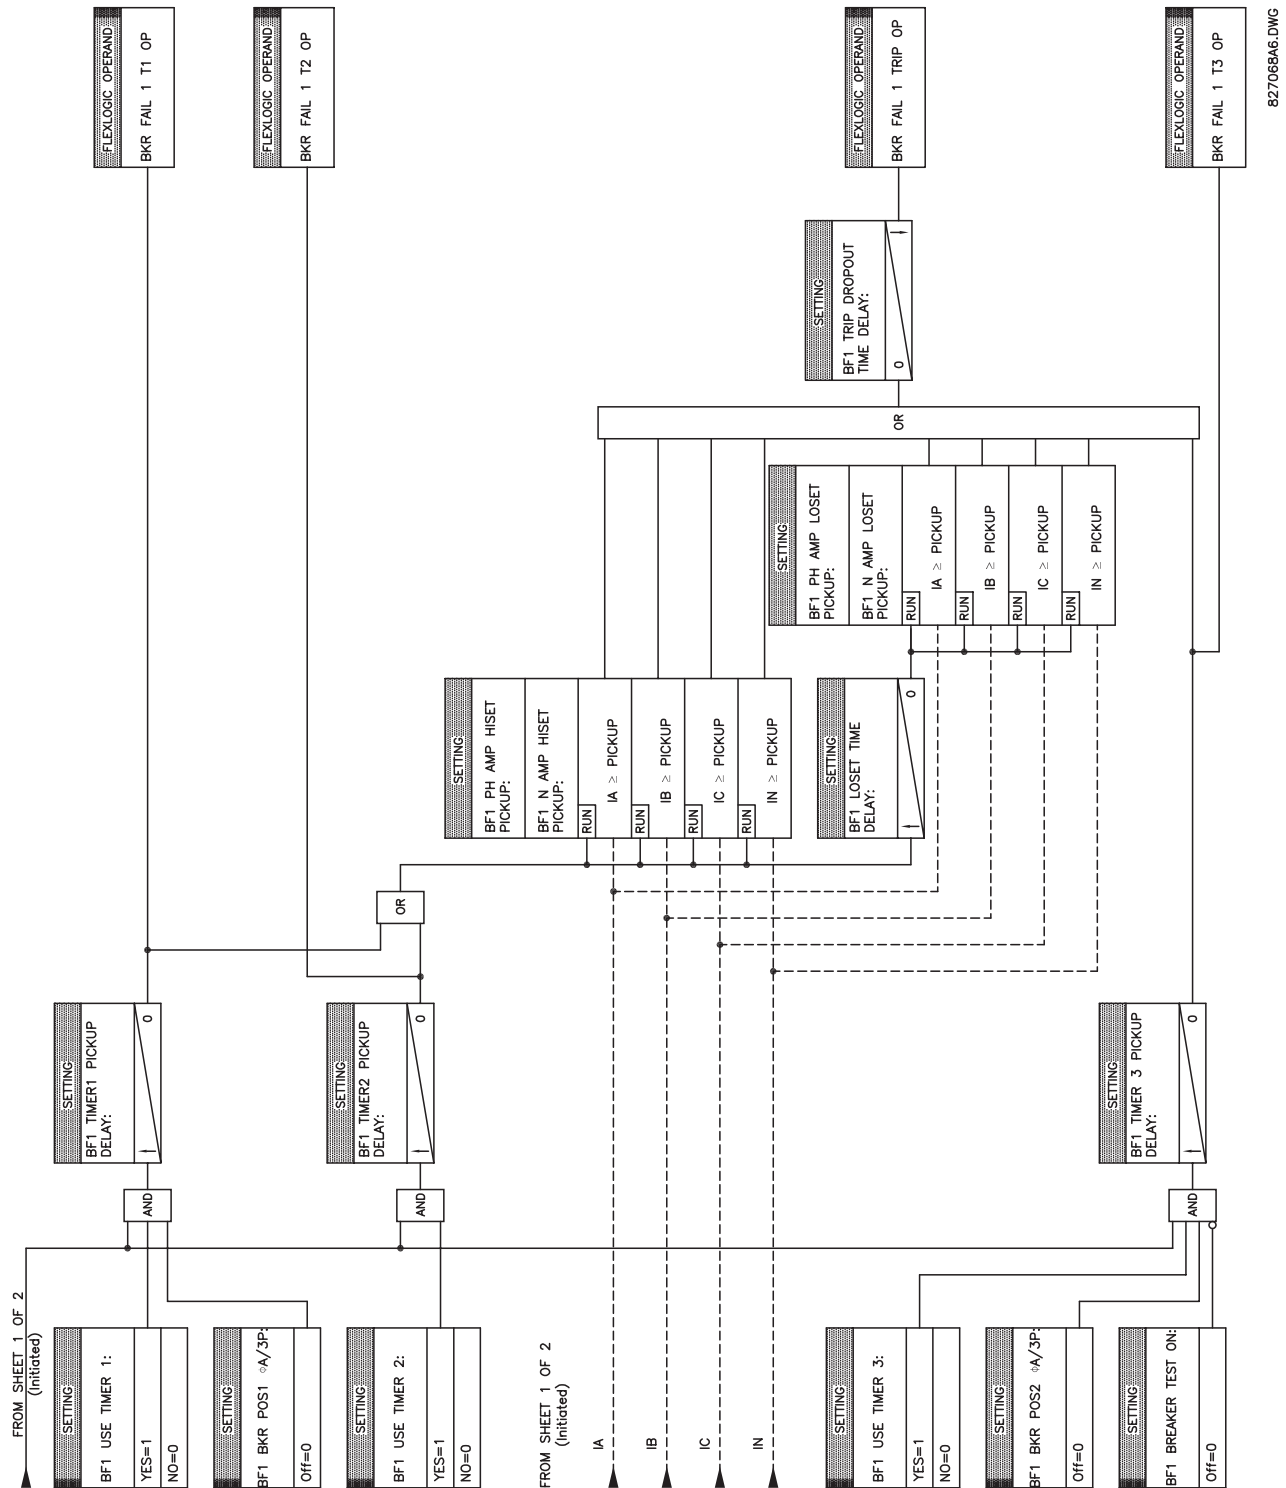 FROM SHEET 1 OF 2
(Initiated)
SETTING
BF1 USE TIMER 1:
YES=1
NO=0
SETTING
BF1 BKR POS1 ΦA/3P:
Off=0
SETTING
BF1 USE TIMER 2:
YES=1
NO=0
FROM SHEET 1 OF 2
(Initiated)
IA
IB
IC
IN
SETTING
BF1 USE TIMER 3:
YES=1
NO=0
SETTING
BF1 BKR POS2 ΦA/3P:
Off=0
SETTING
BF1 BREAKER TEST ON:
Off=0
AND
AND
AND
SETTING
BF1 TIMER1 PICKUP
DELAY:
0
SETTING
BF1 TIMER2 PICKUP
DELAY:
0
SETTING
BF1 TIMER 3 PICKUP
DELAY:
0
OR
SETTING
BF1 PH AMP HISET
PICKUP:
BF1 N AMP HISET
PICKUP:
RUN
IA ≥ PICKUP
RUN
IB ≥ PICKUP
RUN
IC ≥ PICKUP
RUN
IN ≥ PICKUP
SETTING
BF1 LOSET TIME
DELAY:
0
SETTING
BF1 PH AMP LOSET
PICKUP:
BF1 N AMP LOSET
PICKUP:
RUN
IA ≥ PICKUP
RUN
IB ≥ PICKUP
RUN
IC ≥ PICKUP
RUN
IN ≥ PICKUP
OR
SETTING
BF1 TRIP DROPOUT
TIME DELAY:
0
FLEXLOGIC OPERAND
BKR FAIL 1 T1 OP
FLEXLOGIC OPERAND
BKR FAIL 1 T2 OP
FLEXLOGIC OPERAND
BKR FAIL 1 TRIP OP
FLEXLOGIC OPERAND
BKR FAIL 1 T3 OP
827068A6.DWG